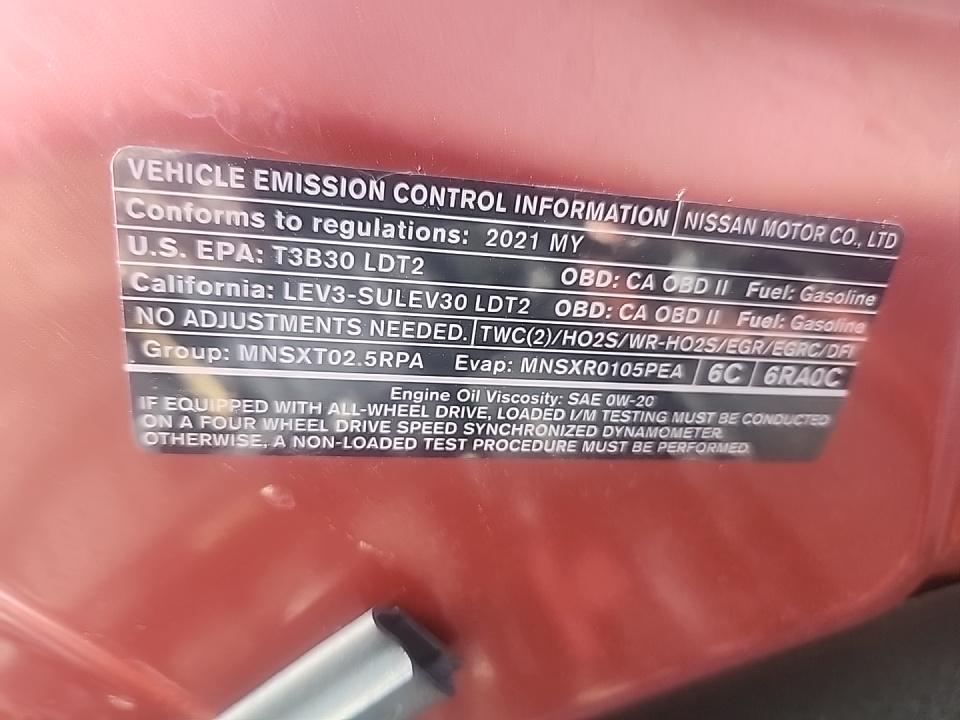 VEHICLE EMISSION CONTROL INFORMATION NISSAN MOTOR CO., LTD
Conforms to regulations: 2021 MY
U.S. EPA: T3B30 LDT2 OBD: CA OBD II Fuel: Gasoline
California: LEV3-SULEV30 LDT2 OBD: CA OBD II Fuel: Gasoline
NO ADJUSTMENTS NEEDED. TWC(2)/HO2S/WR-HO2S/EGR/EGRC/DFI
Group: MNSXT02.5RPA Evap: MNSXR0105PEA 6C 6RA0C
Engine Oil Viscosity: SAE 0W-20
IF EQUIPPED WITH ALL-WHEEL DRIVE, LOADED I/M TESTING MUST BE CONDUCTED
ON A FOUR WHEEL DRIVE SPEED SYNCHRONIZED DYNAMOMETER.
OTHERWISE, A NON-LOADED TEST PROCEDURE MUST BE PERFORMED.